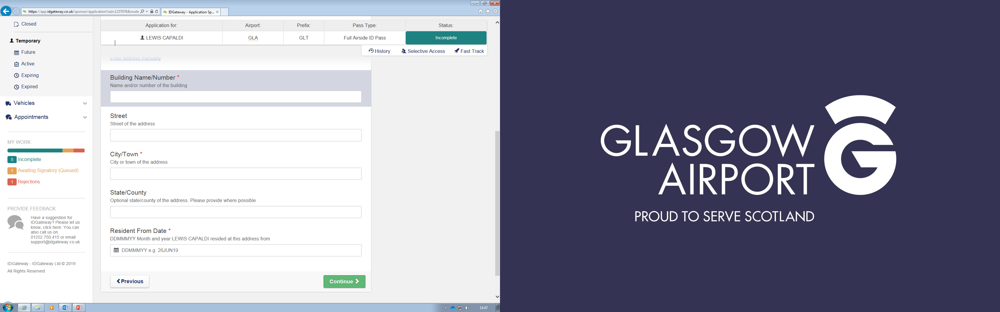 https://app.idgateway.co.uk/sponsor/application?uid=1237078&route
IDGateway - Application Sp...
Closed
Temporary
Future
Active
Expiring
Expired
Vehicles
Appointments
MY WORK
5 Incomplete
1 Awaiting Signatory (Queued)
1 Rejections
PROVIDE FEEDBACK
Have a suggestion for
IDGateway? Please let us
know, click here. You can
also call us on
01252 750 415 or email
support@idgateway.co.uk
IDGateway - IDGateway Ltd © 2019
All Rights Reserved
Application for: Airport: Prefix: Pass Type: Status:
LEWIS CAPALDI GLA GLT Full Airside ID Pass Incomplete
History Selective Access Fast Track
Enter address manually
Building Name/Number *
Name and/or number of the building
Street
Street of the address
City/Town *
City or town of the address
State/County
Optional state/county of the address. Please provide where possible
Resident From Date *
DDMMMYY Month and year LEWIS CAPALDI resided at this address from
DDMMMYY e.g. 26JUN19
Previous
Continue
14:47
GLASGOW
AIRPORT
G
PROUD TO SERVE SCOTLAND